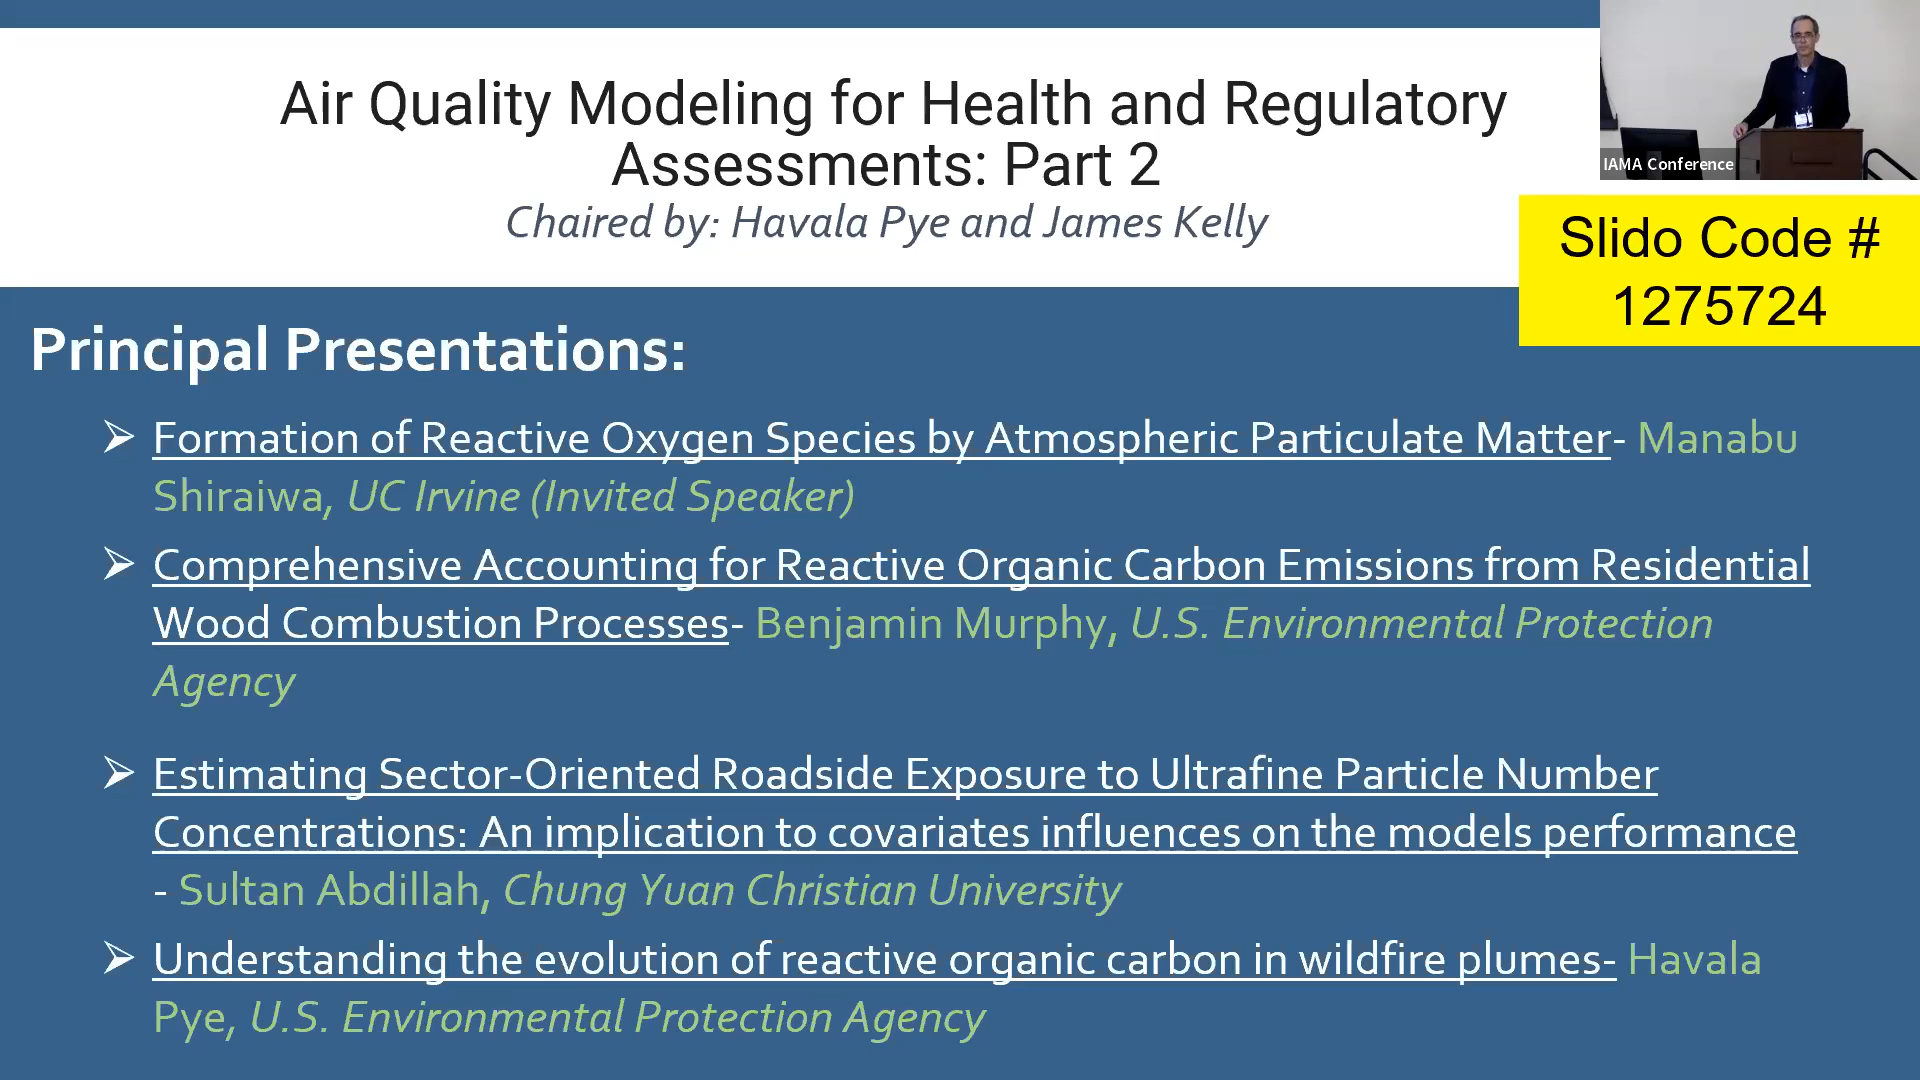 Air Quality Modeling for Health and Regulatory
Assessments: Part 2
Chaired by: Havala Pye and James Kelly
IAMA Conference
Slido Code #
1275724
Principal Presentations:
➢ Formation of Reactive Oxygen Species by Atmospheric Particulate Matter- Manabu
Shiraiwa, UC Irvine (Invited Speaker)
➢ Comprehensive Accounting for Reactive Organic Carbon Emissions from Residential
Wood Combustion Processes- Benjamin Murphy, U.S. Environmental Protection
Agency
➢ Estimating Sector-Oriented Roadside Exposure to Ultrafine Particle Number
Concentrations: An implication to covariates influences on the models performance
- Sultan Abdillah, Chung Yuan Christian University
➢ Understanding the evolution of reactive organic carbon in wildfire plumes- Havala
Pye, U.S. Environmental Protection Agency